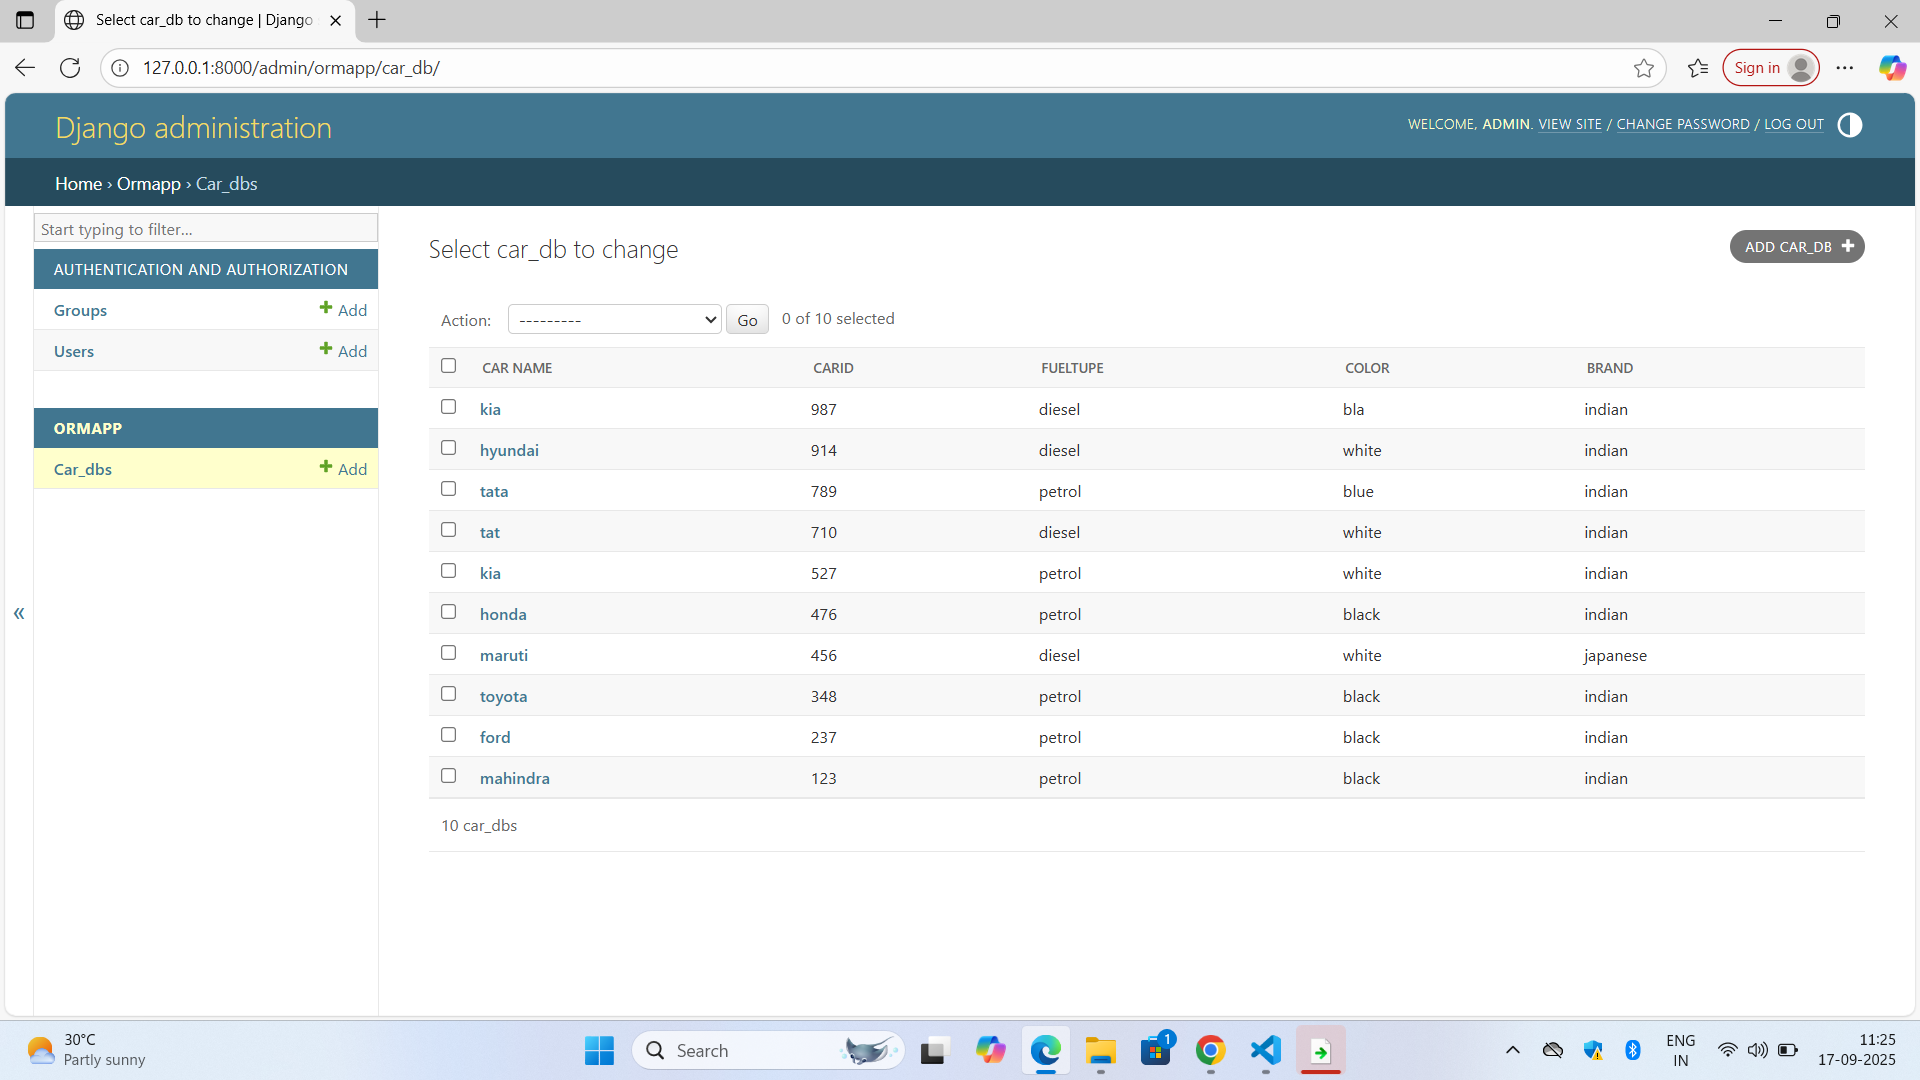 Select car_db to change | Django
127.0.0.1:8000/admin/ormapp/car_db/
Sign in
Django administration
WELCOME, ADMIN. VIEW SITE / CHANGE PASSWORD / LOG OUT
Home › Ormapp › Car_dbs
Start typing to filter...
AUTHENTICATION AND AUTHORIZATION
Groups Add
Users Add
ORMAPP
Car_dbs Add
«
Select car_db to change
ADD CAR_DB
Action: --------- Go 0 of 10 selected
CAR NAME CARID FUELTUPE COLOR BRAND
kia 987 diesel bla indian
hyundai 914 diesel white indian
tata 789 petrol blue indian
tat 710 diesel white indian
kia 527 petrol white indian
honda 476 petrol black indian
maruti 456 diesel white japanese
toyota 348 petrol black indian
ford 237 petrol black indian
mahindra 123 petrol black indian
10 car_dbs
30°C
Partly sunny
Search
1
ENG
IN
11:25
17-09-2025